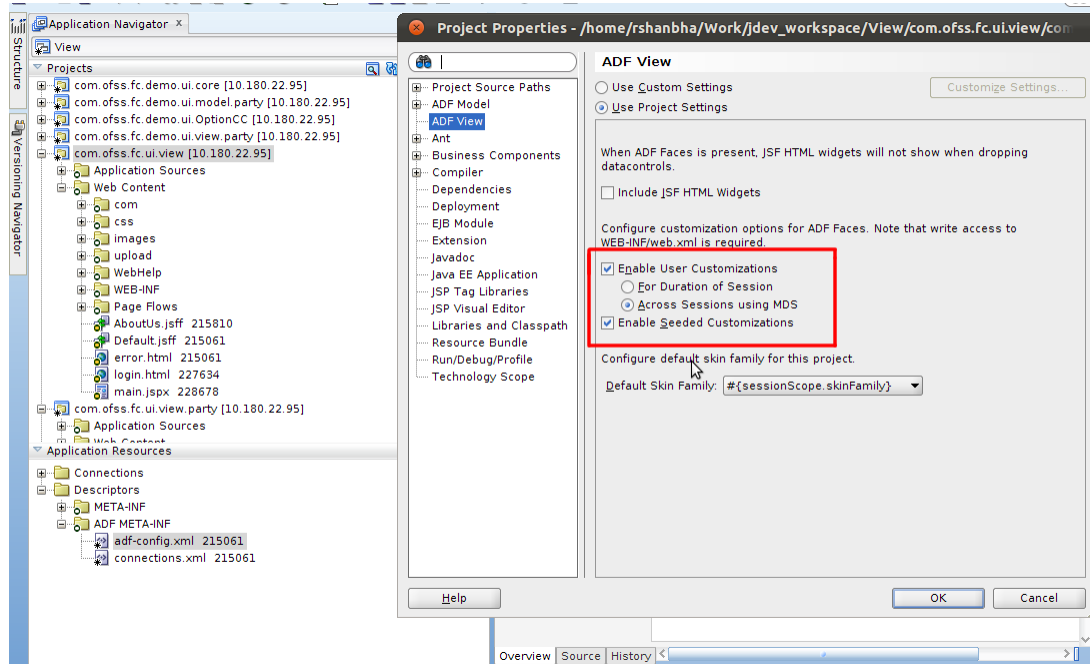 Structure
Versioning Navigator
Application Navigator x
View
Projects
com.ofss.fc.demo.ui.core [10.180.22.95]
com.ofss.fc.demo.ui.model.party [10.180.22.95]
com.ofss.fc.demo.ui.OptionCC [10.180.22.95]
com.ofss.fc.demo.ui.view.party [10.180.22.95]
com.ofss.fc.ui.view [10.180.22.95]
Application Sources
Web Content
com
css
images
upload
WebHelp
WEB-INF
Page Flows
AboutUs.jsff 215810
Default.jsff 215061
error.html 215061
login.html 227634
main.jspx 228678
com.ofss.fc.ui.view.party [10.180.22.95]
Application Sources
Web Content
Application Resources
Connections
Descriptors
META-INF
ADF META-INF
adf-config.xml 215061
connections.xml 215061
Project Properties - /home/rshanbha/Work/jdev_workspace/View/com.ofss.fc.ui.view/com
Project Source Paths
ADF Model
ADF View
Ant
Business Components
Compiler
Dependencies
Deployment
EJB Module
Extension
Javadoc
Java EE Application
JSP Tag Libraries
JSP Visual Editor
Libraries and Classpath
Resource Bundle
Run/Debug/Profile
Technology Scope
ADF View
Use Custom Settings
Customize Settings...
Use Project Settings
When ADF Faces is present, JSF HTML widgets will not show when dropping
datacontrols.
Include JSF HTML Widgets
Configure customization options for ADF Faces. Note that write access to
WEB-INF/web.xml is required.
Enable User Customizations
For Duration of Session
Across Sessions using MDS
Enable Seeded Customizations
Configure default skin family for this project.
Default Skin Family: #{sessionScope.skinFamily}
Help
OK
Cancel
Overview Source History